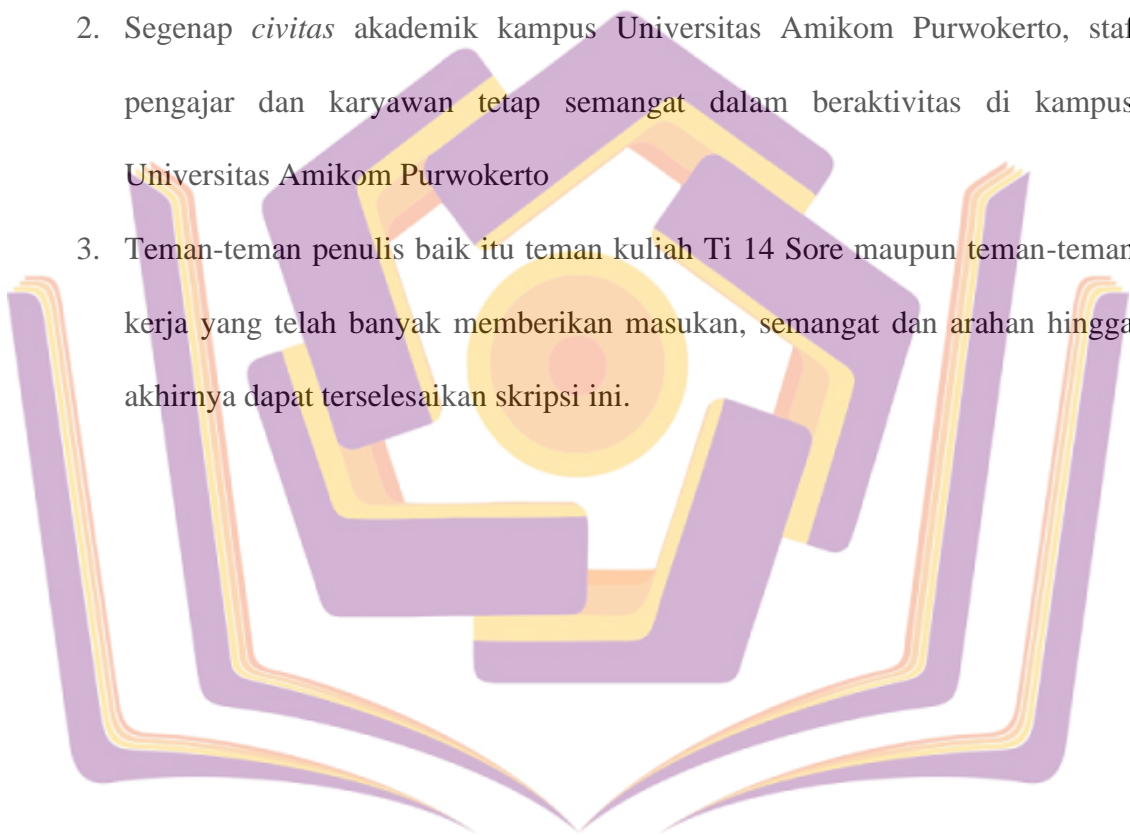 2. Segenap civitas akademik kampus Universitas Amikom Purwokerto, staf
pengajar dan karyawan tetap semangat dalam beraktivitas di kampus
Universitas Amikom Purwokerto
3. Teman-teman penulis baik itu teman kuliah Ti 14 Sore maupun teman-teman
kerja yang telah banyak memberikan masukan, semangat dan arahan hingga
akhirnya dapat terselesaikan skripsi ini.